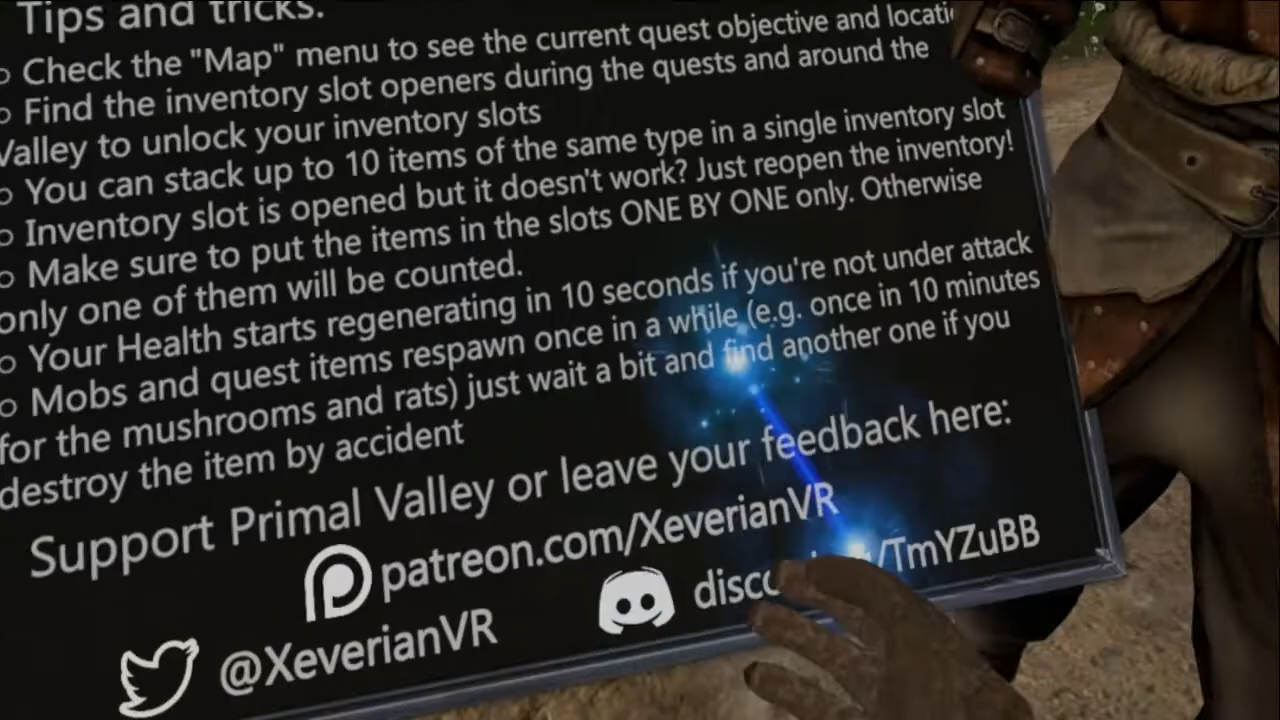 Tips and tricks:
o Check the "Map" menu to see the current quest objective and
o Find the inventory slot openers during the quests and around the
Valley to unlock your inventory slots
o You can stack up to 10 items of the same type in a single inventory slot
o Inventory slot is opened but it doesn't work? Just reopen the inventory!
o Make sure to put the items in the slots ONE BY ONE only. Otherwise
only one of them will be counted.
o Your Health starts regenerating in 10 seconds if you're not under attack
o Mobs and quest items respawn once in a while (e.g. once in 10 minutes
for the mushrooms and rats) just wait a bit and find another one if you
destroy the item by accident
Support Primal Valley or leave your feedback here:
patreon.com/XeverianVR
/TmYZuBB
@XeverianVR